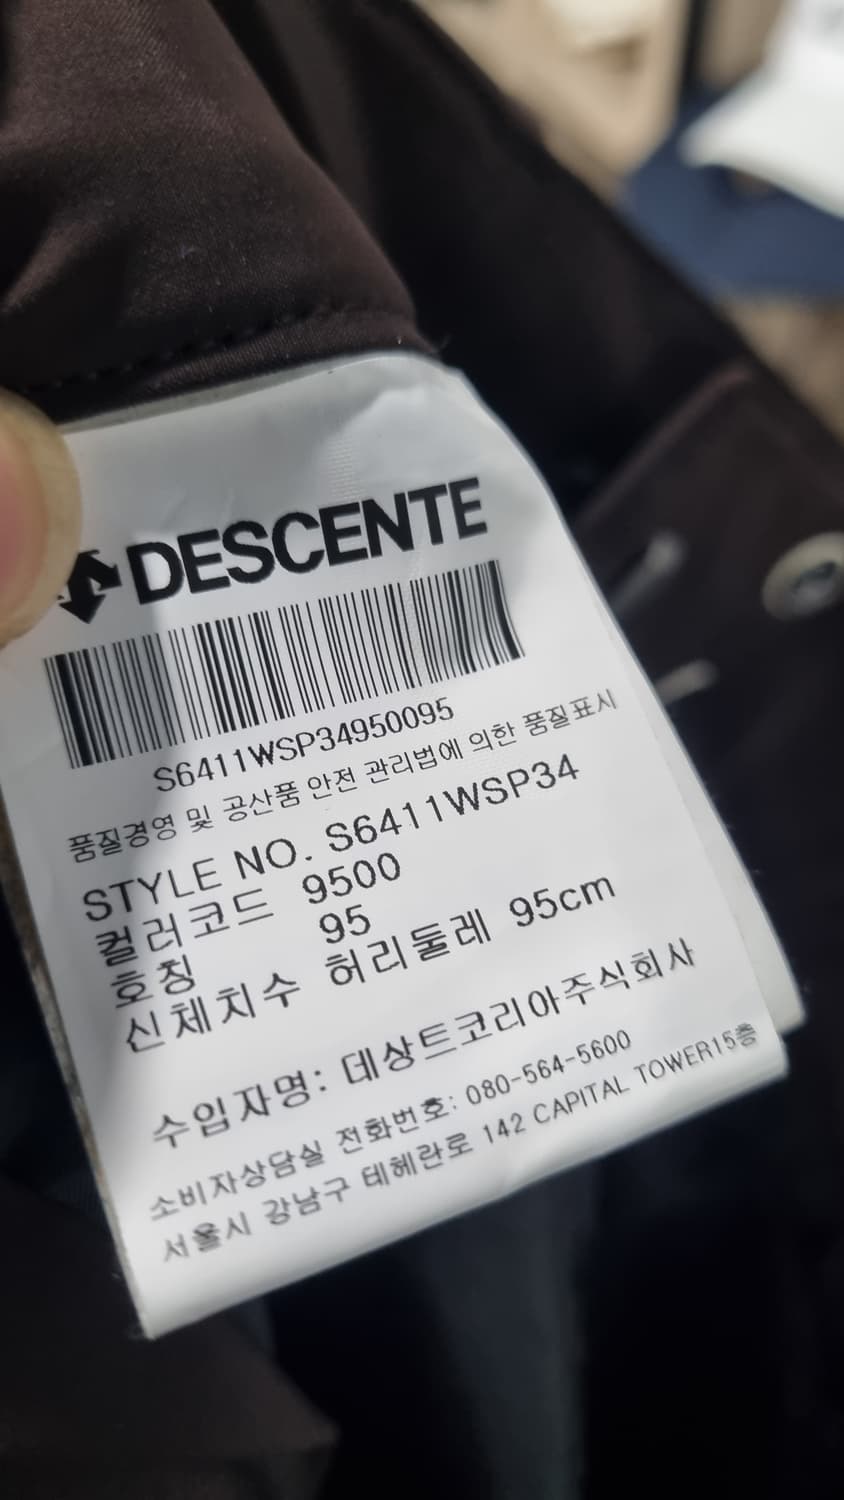 DESCENTE
S6411WSP34950095
품질경영 및 공산품 안전 관리법에 의한 품질표시
STYLE NO. S6411WSP34
컬러코드 9500
호칭 95
신체치수 허리둘레 95cm
수입자명: 데상트코리아주식회사
소비자상담실 전화번호: 080-564-5600
서울시 강남구 테헤란로 142 CAPITAL TOWER15층